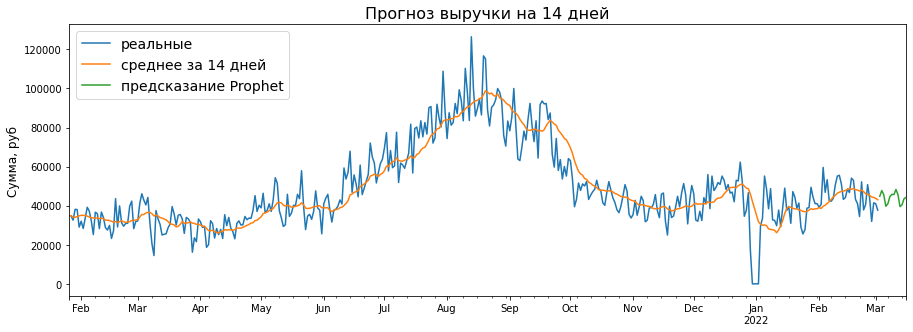 Прогноз выручки на 14 дней
реальные
среднее за 14 дней
предсказание Prophet
Сумма, руб
120000
100000
80000
60000
40000
20000
0
Feb Mar Apr May Jun Jul Aug Sep Oct Nov Dec Jan Feb Mar
2022